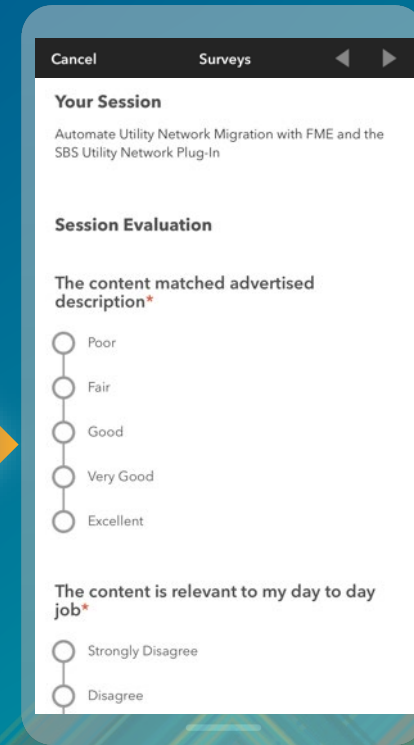 Cancel Surveys
Your Session
Automate Utility Network Migration with FME and the
SBS Utility Network Plug-In
Session Evaluation
The content matched advertised
description*
Poor
Fair
Good
Very Good
Excellent
The content is relevant to my day to day
job*
Strongly Disagree
Disagree